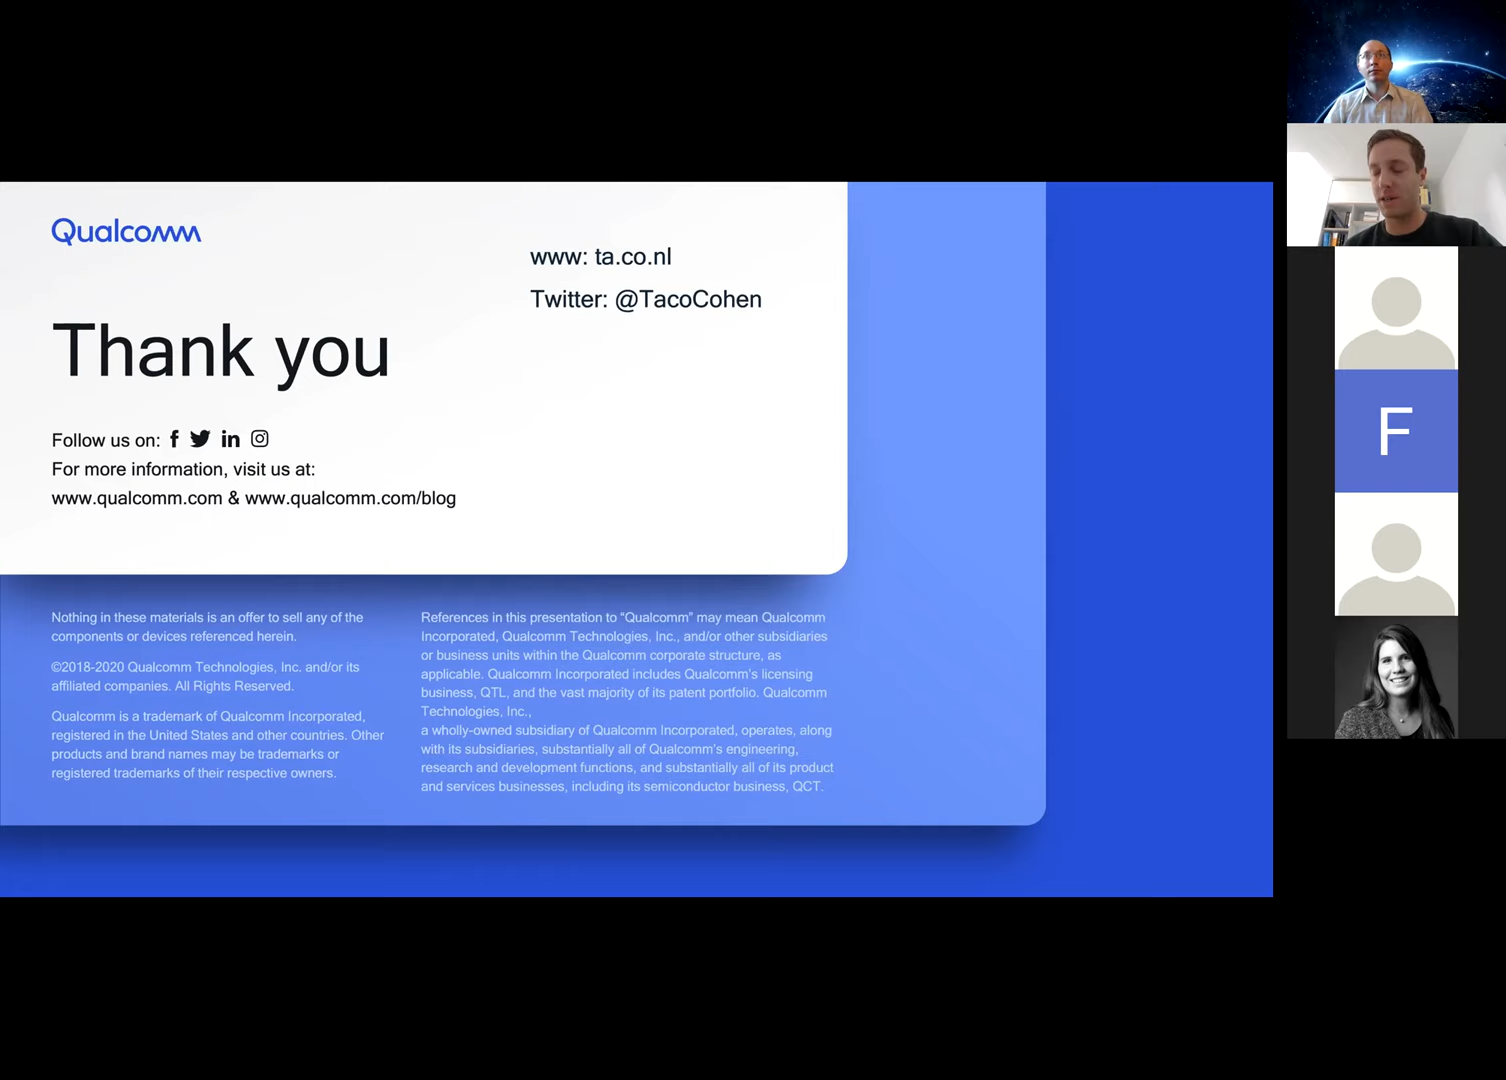 Qualcomm
www: ta.co.nl
Twitter: @TacoCohen
Thank you
Follow us on:
For more information, visit us at:
www.qualcomm.com & www.qualcomm.com/blog
Nothing in these materials is an offer to sell any of the
components or devices referenced herein.
©2018-2020 Qualcomm Technologies, Inc. and/or its
affiliated companies. All Rights Reserved.
Qualcomm is a trademark of Qualcomm Incorporated,
registered in the United States and other countries. Other
products and brand names may be trademarks or
registered trademarks of their respective owners.
References in this presentation to “Qualcomm” may mean Qualcomm
Incorporated, Qualcomm Technologies, Inc., and/or other subsidiaries
or business units within the Qualcomm corporate structure, as
applicable. Qualcomm Incorporated includes Qualcomm’s licensing
business, QTL, and the vast majority of its patent portfolio. Qualcomm
Technologies, Inc.,
a wholly-owned subsidiary of Qualcomm Incorporated, operates, along
with its subsidiaries, substantially all of Qualcomm’s engineering,
research and development functions, and substantially all of its product
and services businesses, including its semiconductor business, QCT.
F